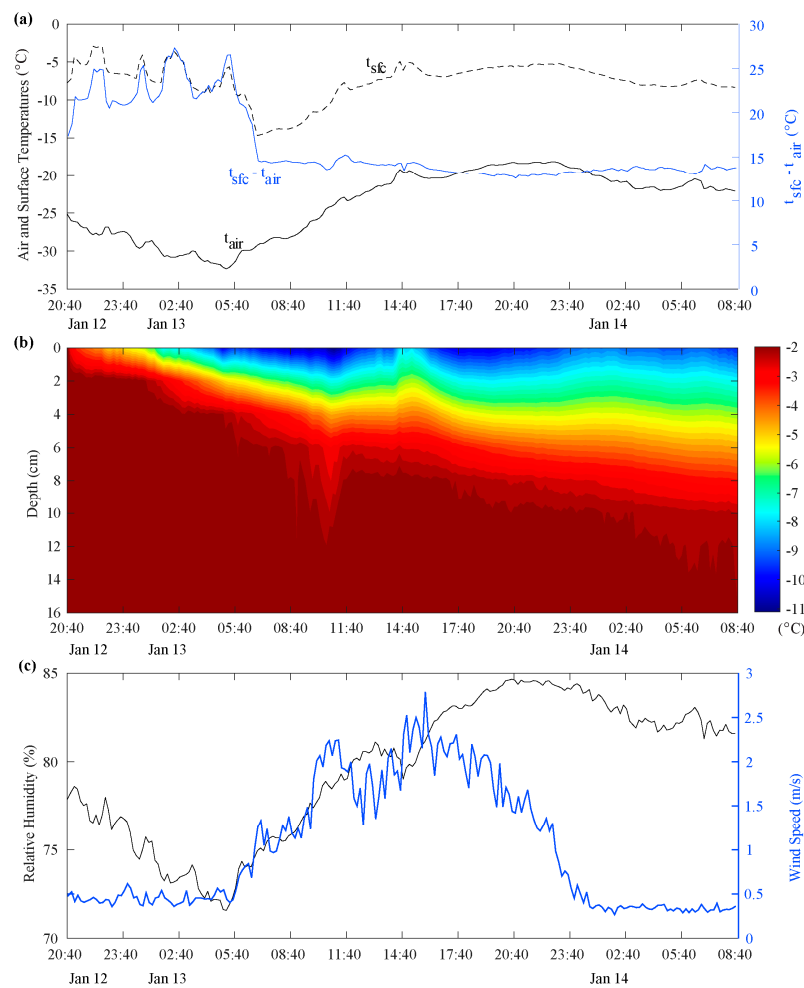 (a)
0
-5
-10
-15
-20
-25
-30
-35
Air and Surface Temperatures (°C)
30
25
20
15
10
5
0
t_sfc - t_air (°C)
t_sfc
t_sfc - t_air
t_air
20:40 23:40 02:40 05:40 08:40 11:40 14:40 17:40 20:40 23:40 02:40 05:40 08:40
Jan 12 Jan 13 Jan 14
(b)
0
2
4
6
8
10
12
14
16
Depth (cm)
-2
-3
-4
-5
-6
-7
-8
-9
-10
-11
(°C)
20:40 23:40 02:40 05:40 08:40 11:40 14:40 17:40 20:40 23:40 02:40 05:40 08:40
Jan 12 Jan 13 Jan 14
(c)
85
80
75
70
Relative Humidity (%)
3
2.5
2
1.5
1
0.5
0
Wind Speed (m/s)
20:40 23:40 02:40 05:40 08:40 11:40 14:40 17:40 20:40 23:40 02:40 05:40 08:40
Jan 12 Jan 13 Jan 14